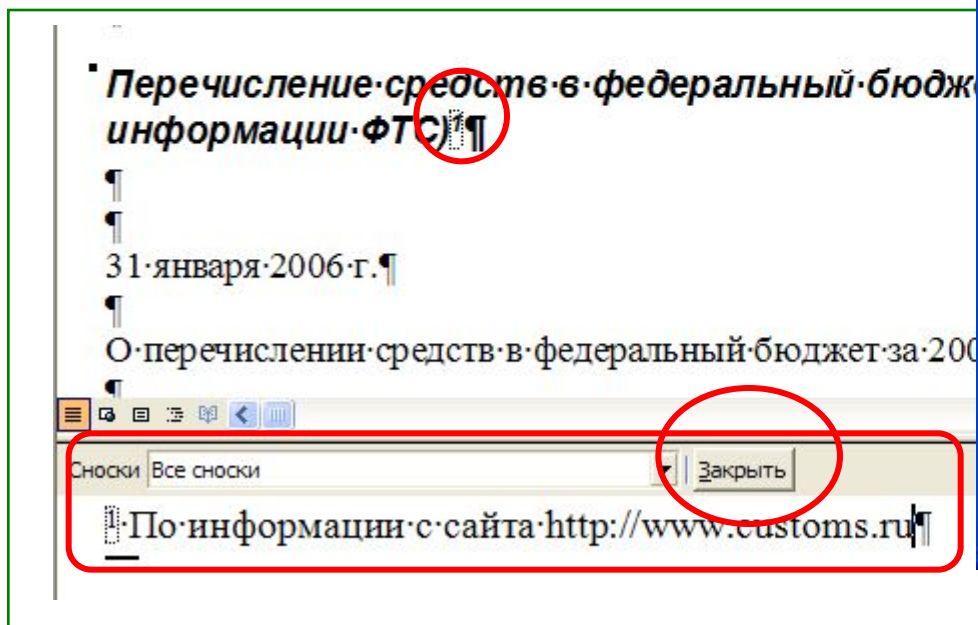 Перечисление·средств·в·федеральный·бюдже
информации·ФТС)¹¶
¶
¶
31·января·2006·г.¶
¶
О·перечислении·средств·в·федеральный·бюджет·за·200
¶
Сноски Все сноски Закрыть
¹·По·информации·с·сайта·http://www.customs.ru¶